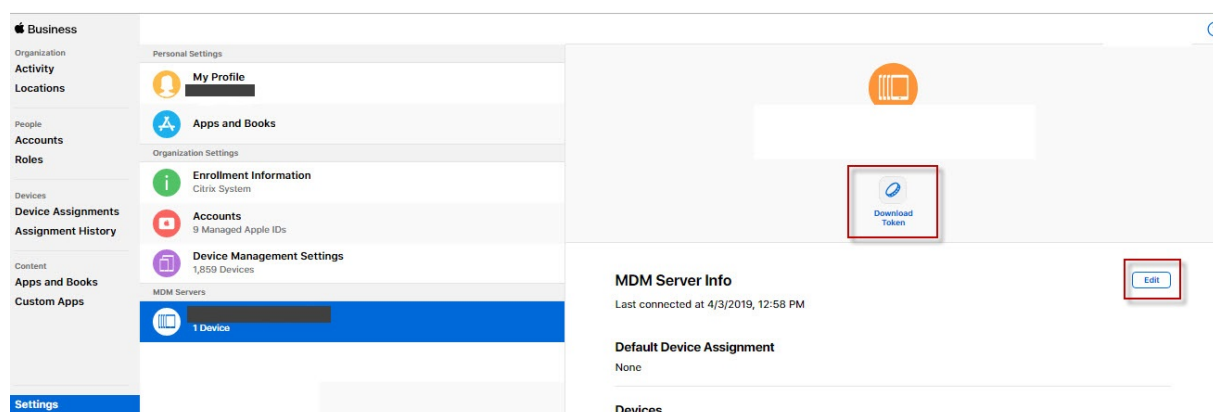 Business
Organization
Activity
Locations
People
Accounts
Roles
Devices
Device Assignments
Assignment History
Content
Apps and Books
Custom Apps
Settings
Personal Settings
My Profile
Apps and Books
Organization Settings
Enrollment Information
Citrix System
Accounts
9 Managed Apple IDs
Device Management Settings
1,859 Devices
MDM Servers
1 Device
Download
Token
MDM Server Info
Edit
Last connected at 4/3/2019, 12:58 PM
Default Device Assignment
None
Devices